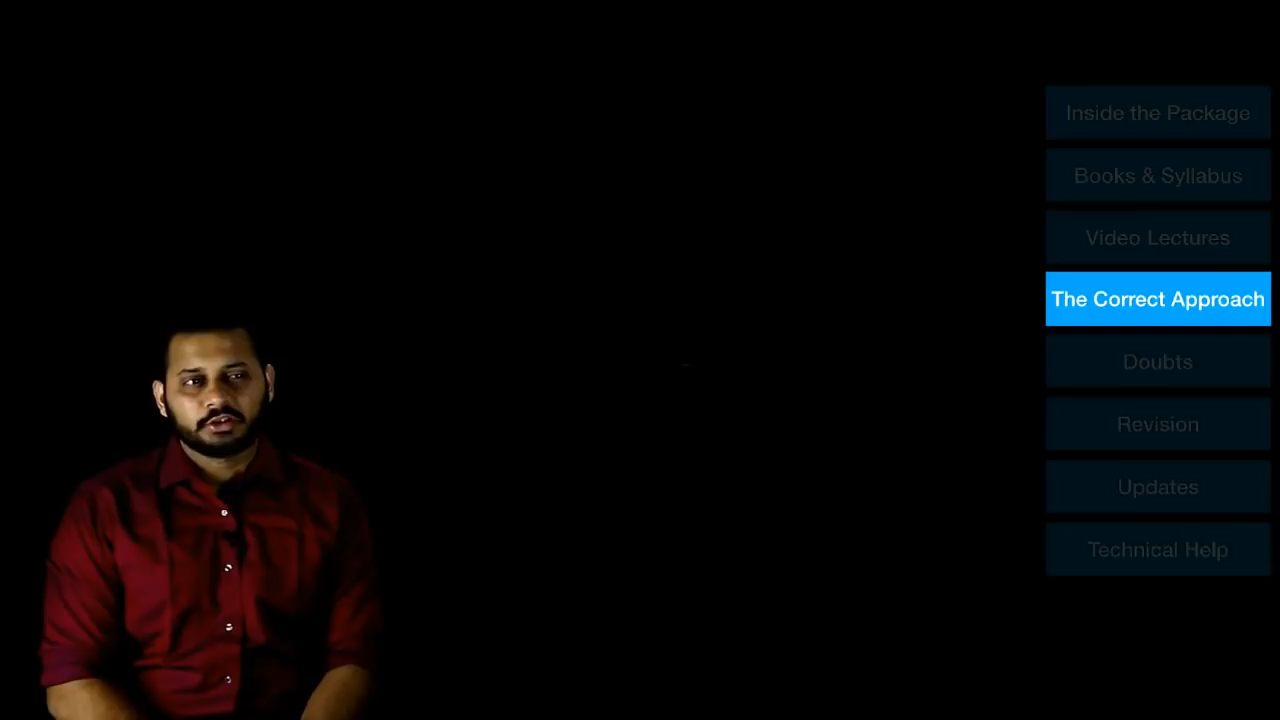 Inside the Package
Books & Syllabus
Video Lectures
The Correct Approach
Doubts
Revision
Updates
Technical Help